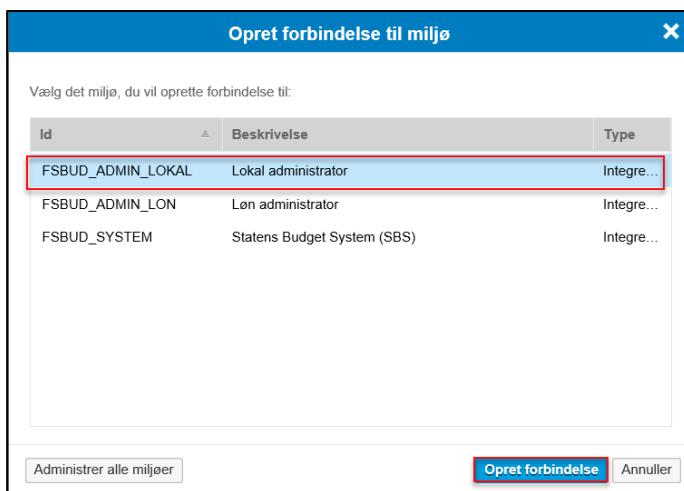 Opret forbindelse til miljø
Vælg det miljø, du vil oprette forbindelse til:
Id Beskrivelse Type
FSBUD_ADMIN_LOKAL Lokal administrator Integre...
FSBUD_ADMIN_LON Løn administrator Integre...
FSBUD_SYSTEM Statens Budget System (SBS) Integre...
Administrer alle miljøer Opret forbindelse Annuller